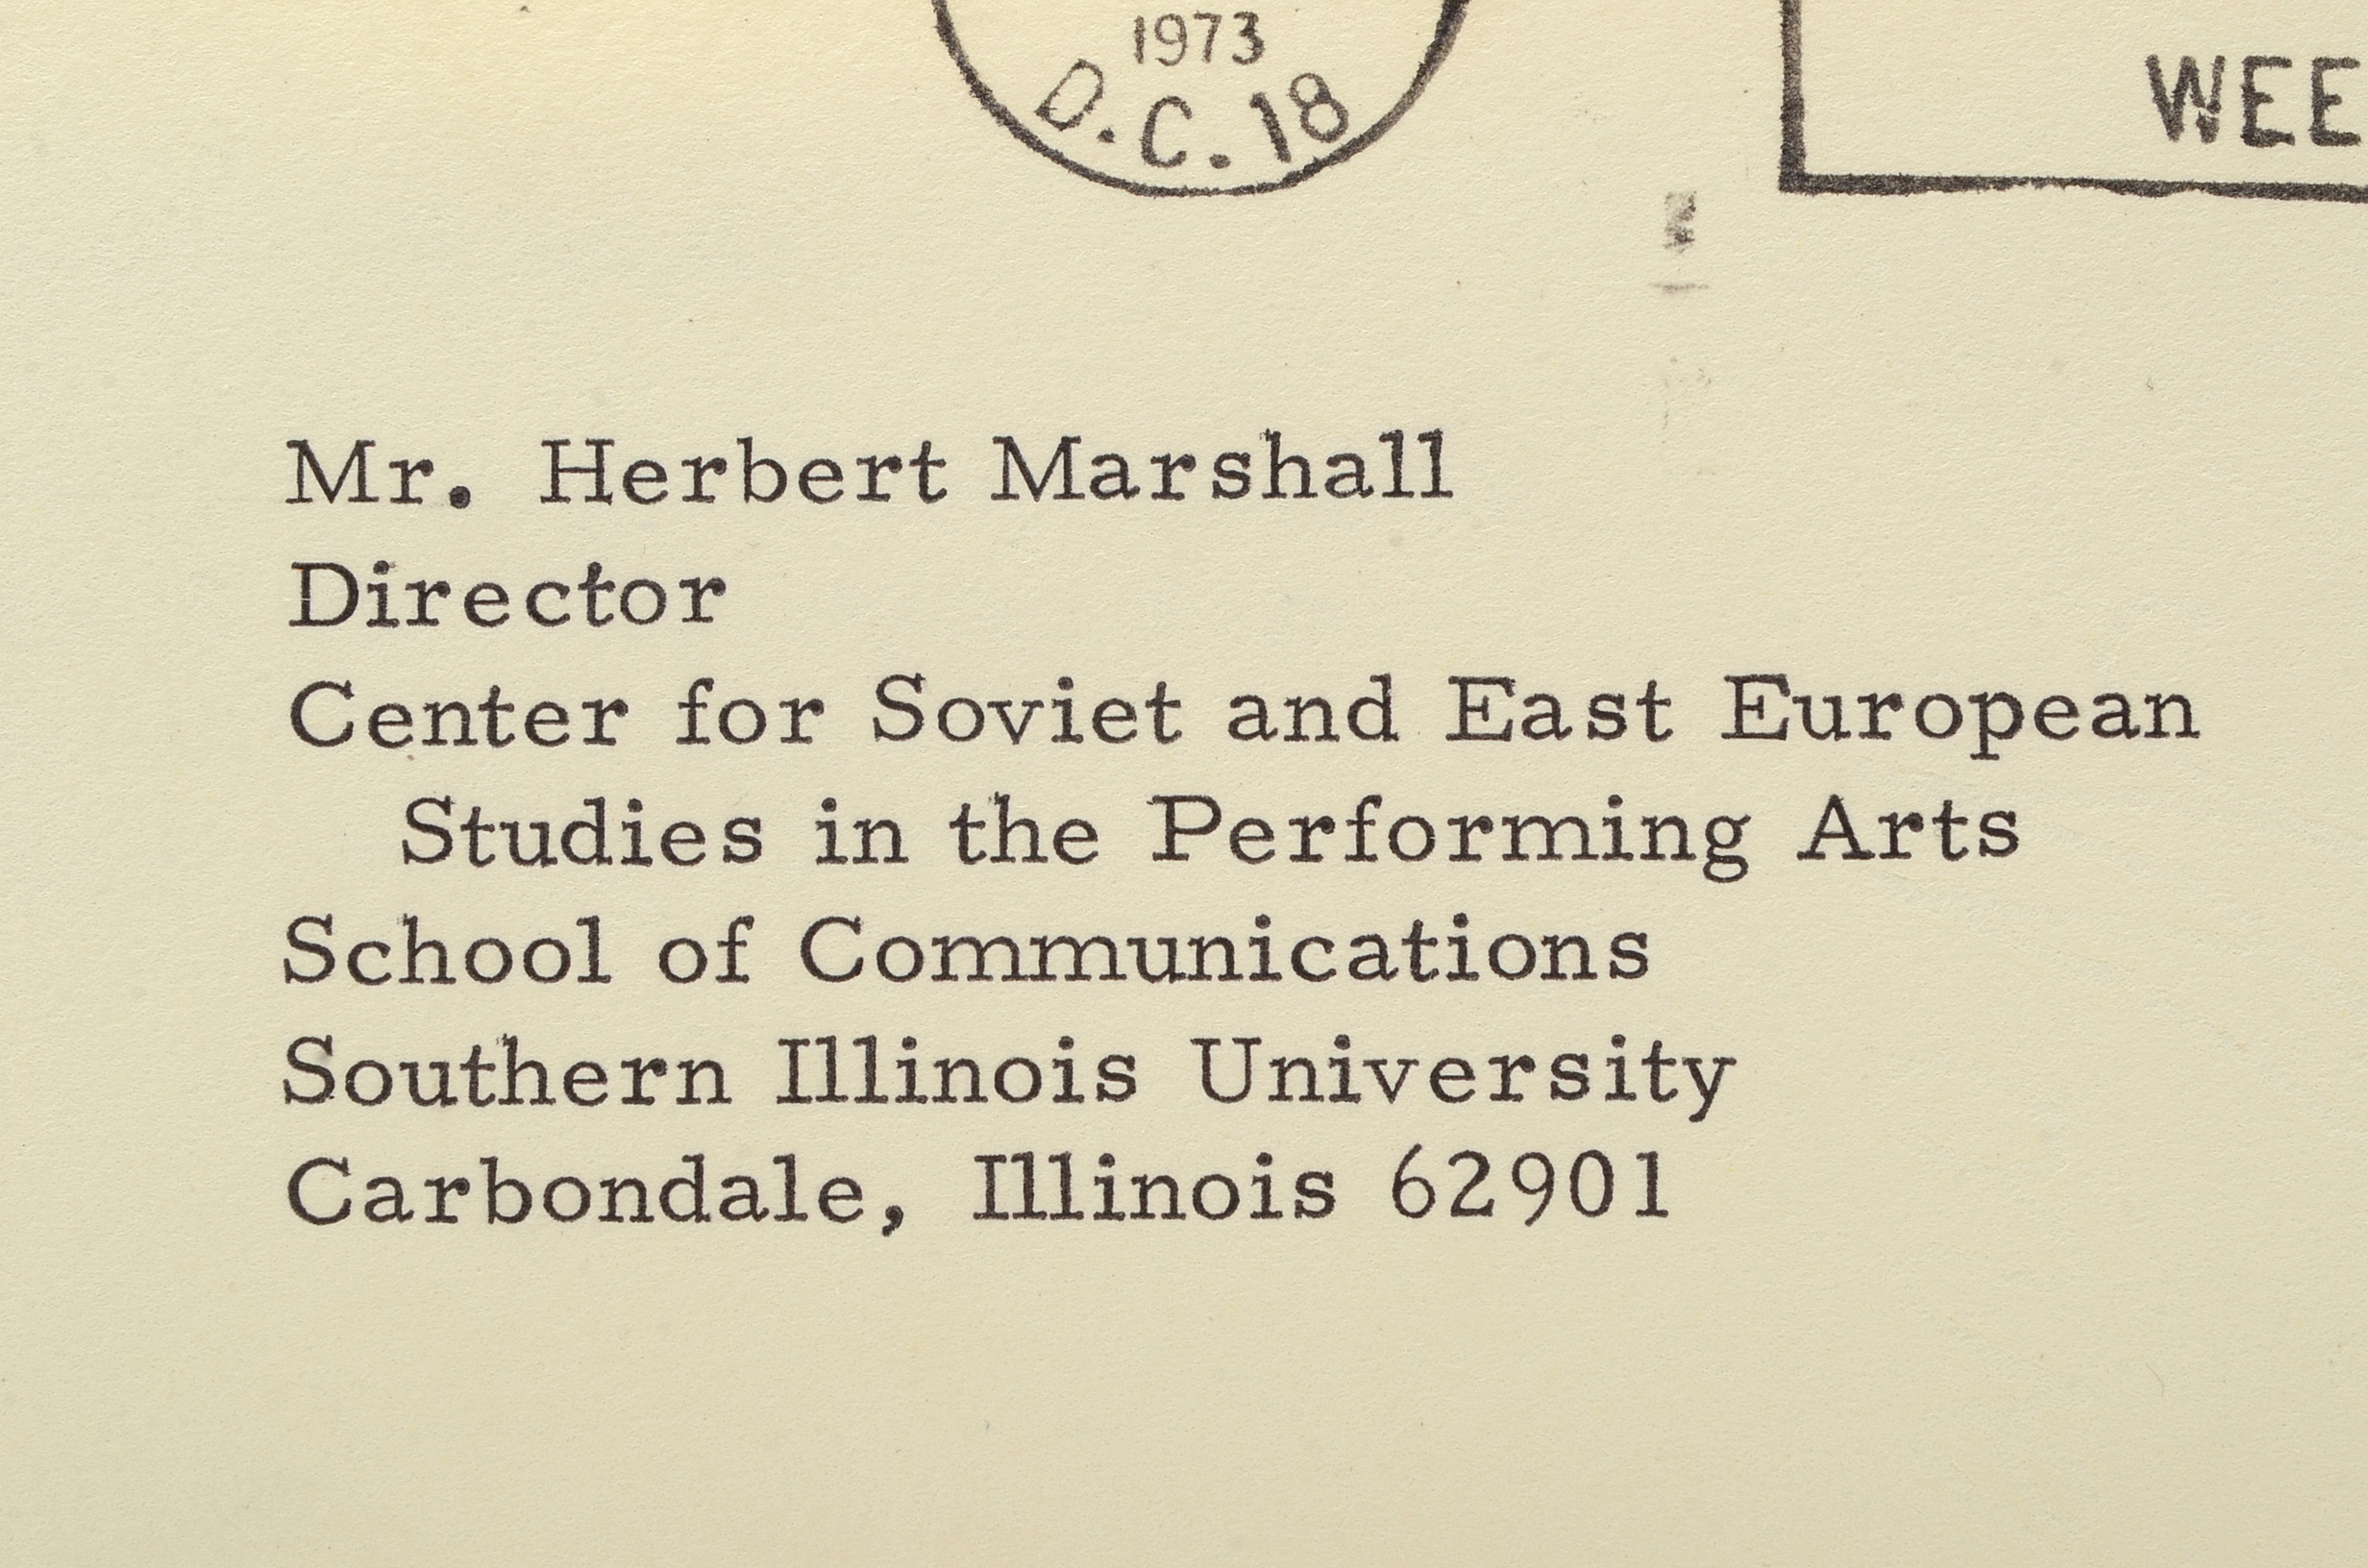 1973
D.C. 18
WEE
Mr. Herbert Marshall
Director
Center for Soviet and East European
Studies in the Performing Arts
School of Communications
Southern Illinois University
Carbondale, Illinois 62901